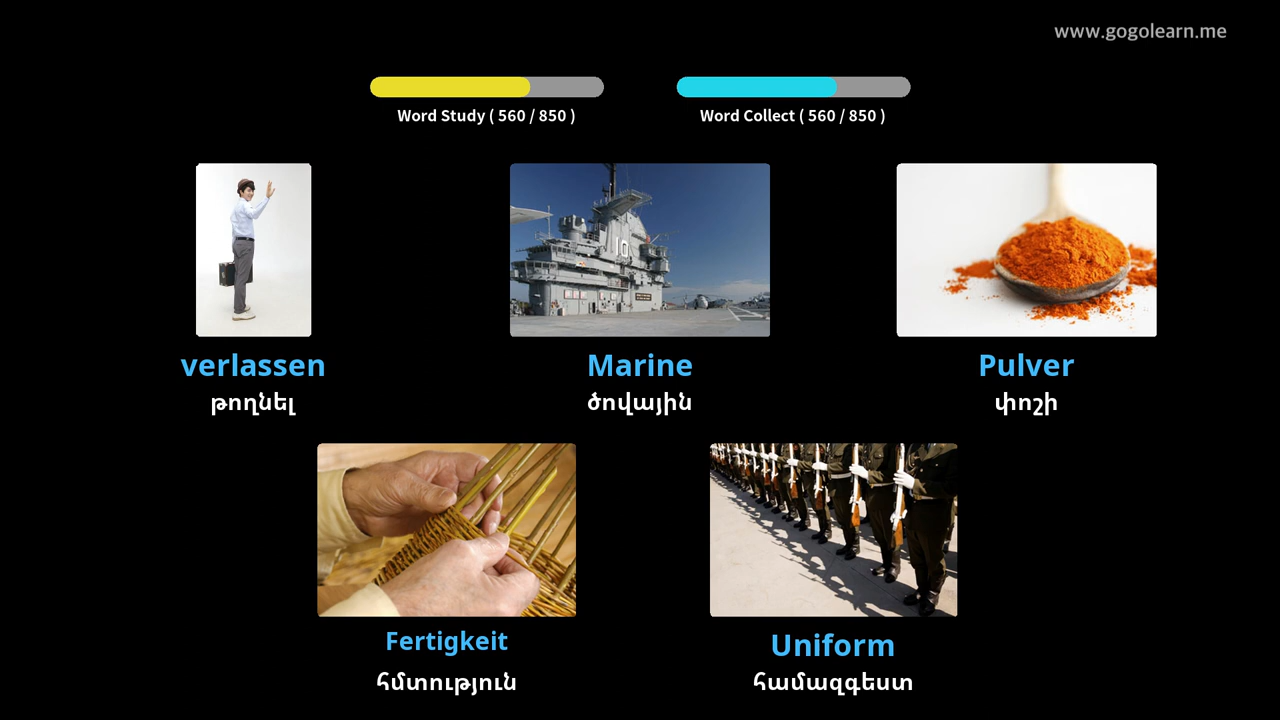 www.gogolearn.me
Word Study ( 560 / 850 )
Word Collect ( 560 / 850 )
10
verlassen
Marine
Pulver
թողնել
ծովային
փոշի
Fertigkeit
Uniform
հմտություն
համազգեստ